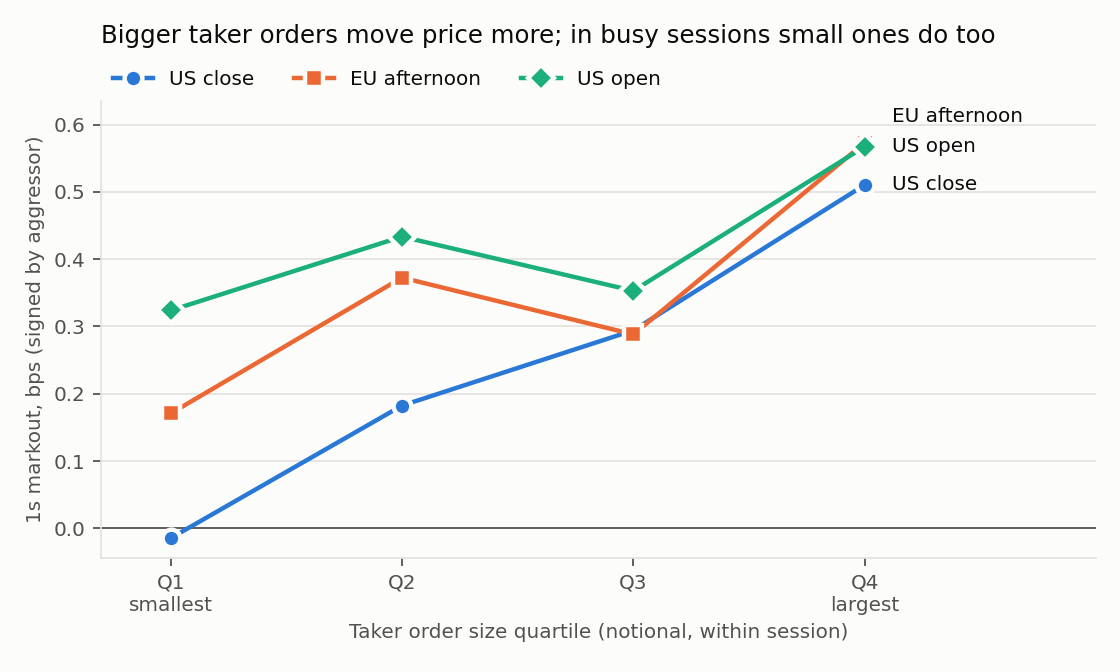 Bigger taker orders move price more; in busy sessions small ones do too
US close EU afternoon US open
1s markout, bps (signed by aggressor)
0.6
0.5
0.4
0.3
0.2
0.1
0.0
EU afternoon
US open
US close
Q1 Q2 Q3 Q4
smallest largest
Taker order size quartile (notional, within session)